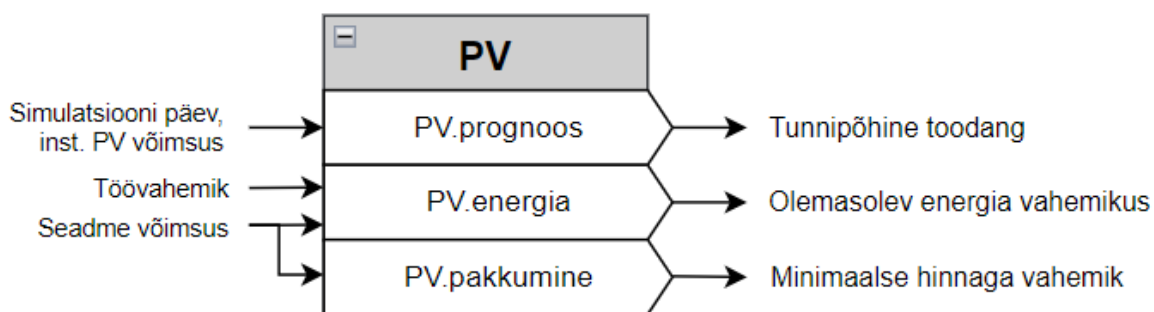 PV
Simulatsiooni päev,
inst. PV võimsus
PV.prognoos
Tunnipõhine toodang
Töövahemik
Seadme võimsus
PV.energia
Olemasolev energia vahemikus
PV.pakkumine
Minimaalse hinnaga vahemik